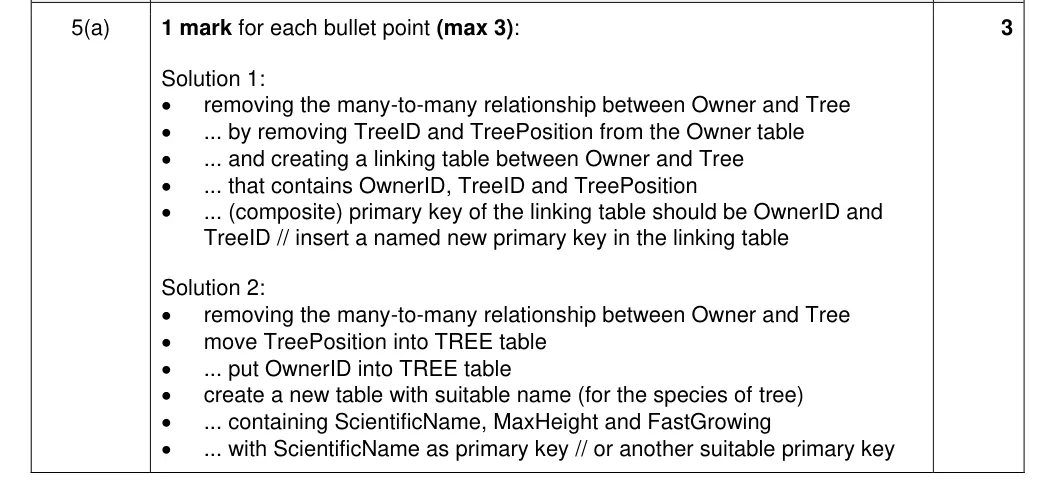 5(a) 1 mark for each bullet point (max 3): 3
Solution 1:
• removing the many-to-many relationship between Owner and Tree
• ... by removing TreeID and TreePosition from the Owner table
• ... and creating a linking table between Owner and Tree
• ... that contains OwnerID, TreeID and TreePosition
• ... (composite) primary key of the linking table should be OwnerID and
TreeID // insert a named new primary key in the linking table
Solution 2:
• removing the many-to-many relationship between Owner and Tree
• move TreePosition into TREE table
• ... put OwnerID into TREE table
• create a new table with suitable name (for the species of tree)
• ... containing ScientificName, MaxHeight and FastGrowing
• ... with ScientificName as primary key // or another suitable primary key